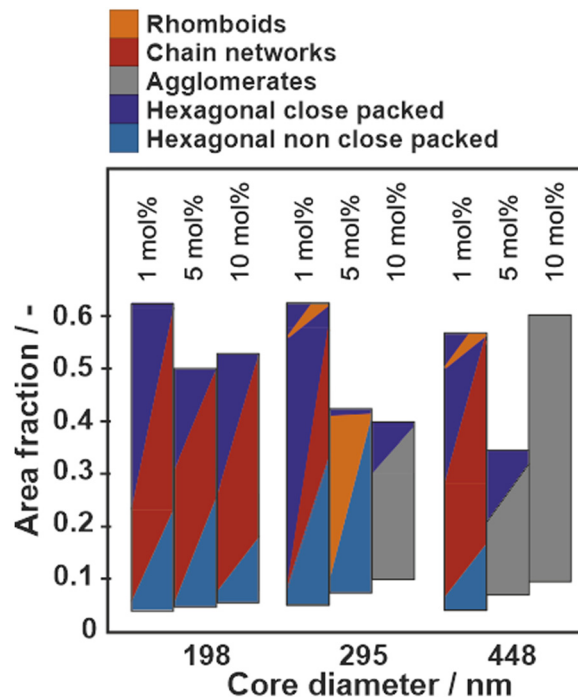 Rhomboids
Chain networks
Agglomerates
Hexagonal close packed
Hexagonal non close packed
1 mol%
5 mol%
10 mol%
1 mol%
5 mol%
10 mol%
1 mol%
5 mol%
10 mol%
Area fraction / -
0.6
0.5
0.4
0.3
0.2
0.1
0
198
295
448
Core diameter / nm